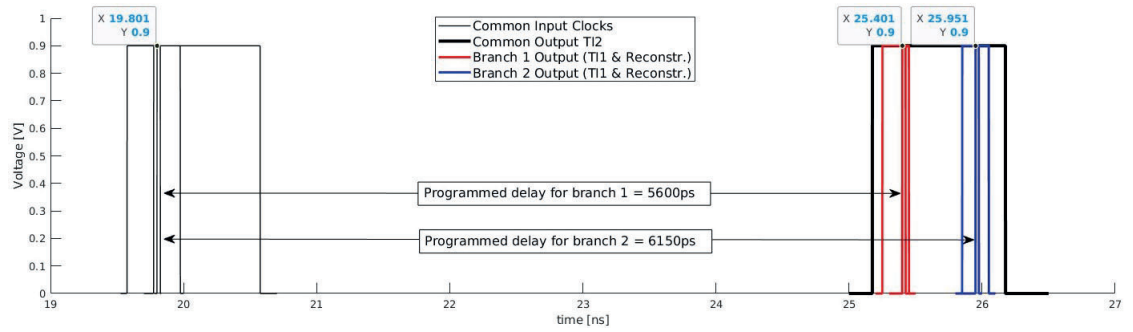 X 19.801
Y 0.9
X 25.401
Y 0.9
X 25.951
Y 0.9
Common Input Clocks
Common Output TI2
Branch 1 Output (TI1 & Reconstr.)
Branch 2 Output (TI1 & Reconstr.)
1
0.9
0.8
0.7
0.6
0.5
0.4
0.3
0.2
0.1
0
Voltage [V]
Programmed delay for branch 1 = 5600ps
Programmed delay for branch 2 = 6150ps
19 20 21 22 23 24 25 26 27
time [ns]